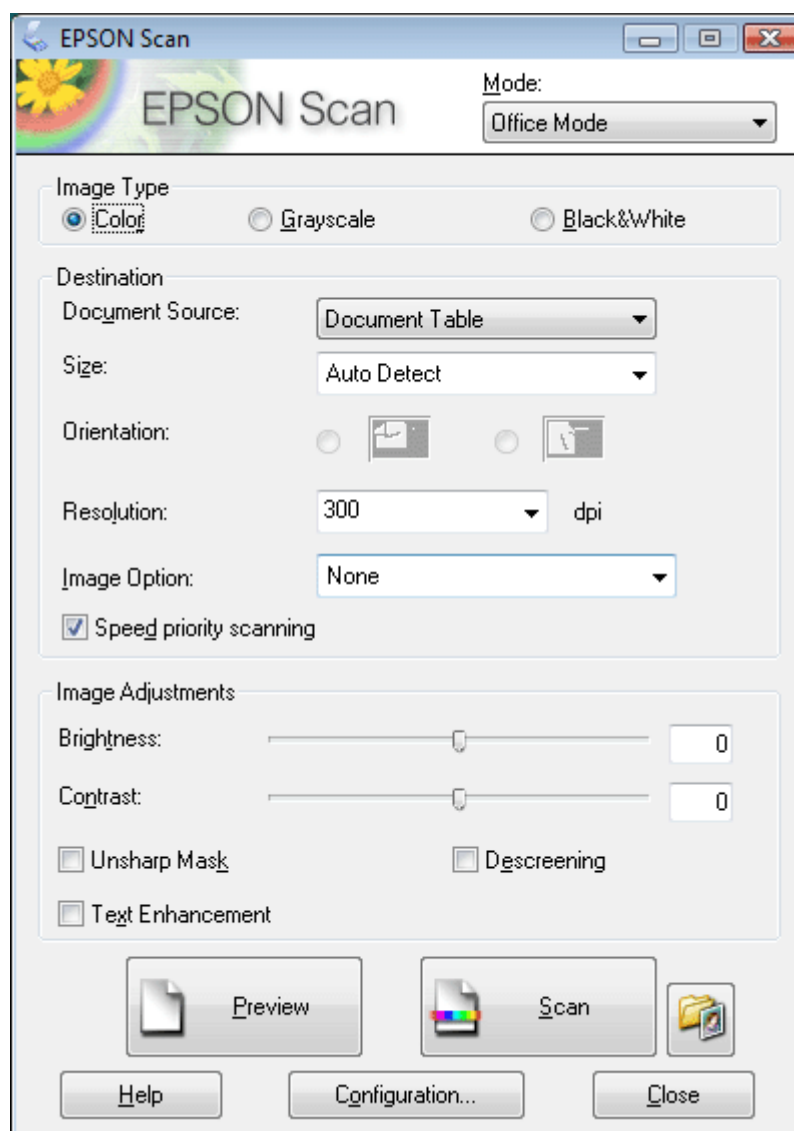 EPSON Scan
EPSON Scan
Mode:
Office Mode
Image Type
Color
Grayscale
Black&White
Destination
Document Source:
Document Table
Size:
Auto Detect
Orientation:
Resolution:
300
dpi
Image Option:
None
Speed priority scanning
Image Adjustments
Brightness:
0
Contrast:
0
Unsharp Mask
Descreening
Text Enhancement
Preview
Scan
Help
Configuration...
Close